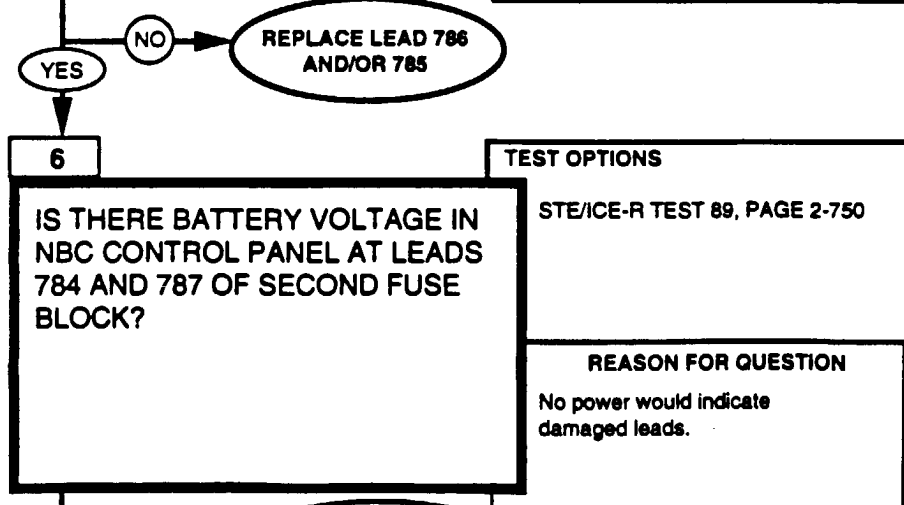 NO
REPLACE LEAD 786
AND/OR 785
YES
6
TEST OPTIONS
STE/ICE-R TEST 89, PAGE 2-750
IS THERE BATTERY VOLTAGE IN
NBC CONTROL PANEL AT LEADS
784 AND 787 OF SECOND FUSE
BLOCK?
REASON FOR QUESTION
No power would indicate
damaged leads.